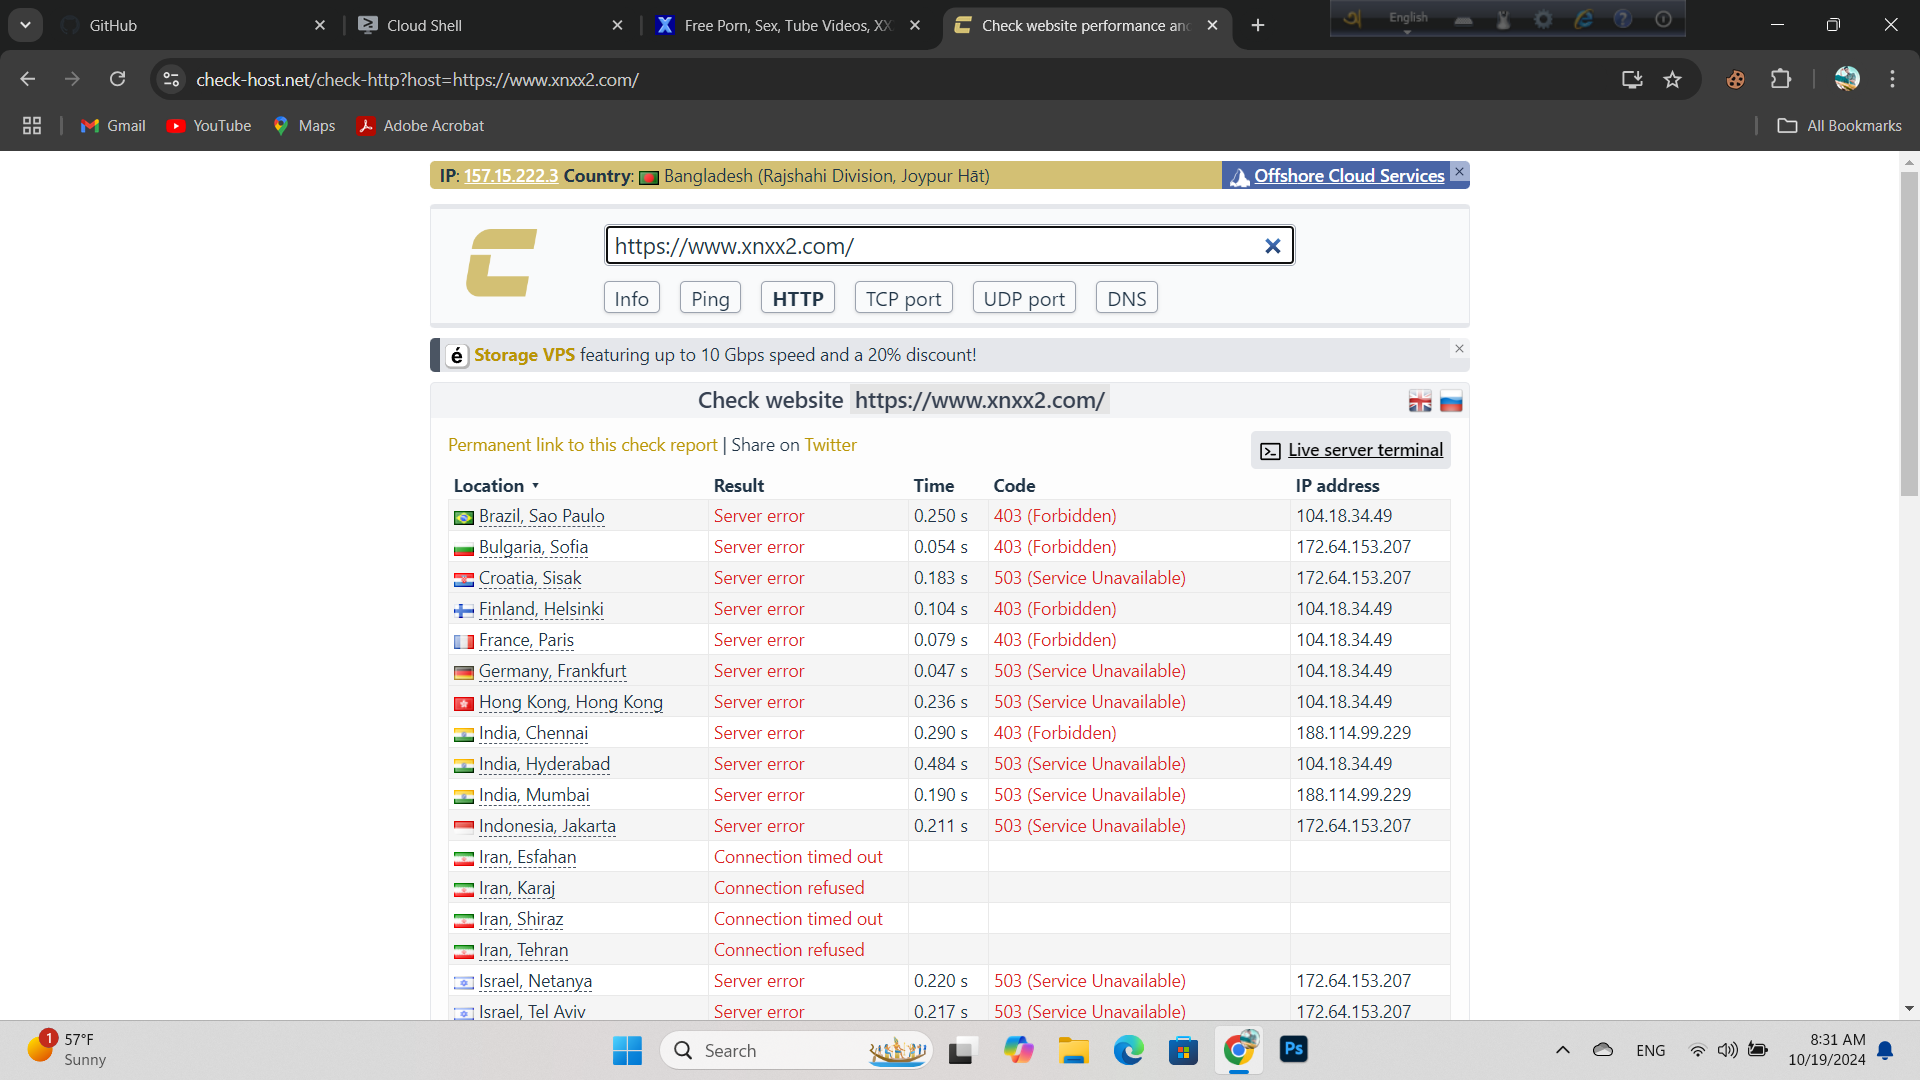 GitHub
Cloud Shell
Free Porn, Sex, Tube Videos, XX
Check website performance and
English
check-host.net/check-http?host=https://www.xnxx2.com/
Gmail
YouTube
Maps
Adobe Acrobat
All Bookmarks
IP: 157.15.222.3 Country: Bangladesh (Rajshahi Division, Joypur Hāt)
Offshore Cloud Services
https://www.xnxx2.com/
Info Ping HTTP TCP port UDP port DNS
é Storage VPS featuring up to 10 Gbps speed and a 20% discount!
Check website https://www.xnxx2.com/
Permanent link to this check report | Share on Twitter
Live server terminal
Location Result Time Code IP address
Brazil, Sao Paulo Server error 0.250 s 403 (Forbidden) 104.18.34.49
Bulgaria, Sofia Server error 0.054 s 403 (Forbidden) 172.64.153.207
Croatia, Sisak Server error 0.183 s 503 (Service Unavailable) 172.64.153.207
Finland, Helsinki Server error 0.104 s 403 (Forbidden) 104.18.34.49
France, Paris Server error 0.079 s 403 (Forbidden) 104.18.34.49
Germany, Frankfurt Server error 0.047 s 503 (Service Unavailable) 104.18.34.49
Hong Kong, Hong Kong Server error 0.236 s 503 (Service Unavailable) 104.18.34.49
India, Chennai Server error 0.290 s 403 (Forbidden) 188.114.99.229
India, Hyderabad Server error 0.484 s 503 (Service Unavailable) 104.18.34.49
India, Mumbai Server error 0.190 s 503 (Service Unavailable) 188.114.99.229
Indonesia, Jakarta Server error 0.211 s 503 (Service Unavailable) 172.64.153.207
Iran, Esfahan Connection timed out
Iran, Karaj Connection refused
Iran, Shiraz Connection timed out
Iran, Tehran Connection refused
Israel, Netanya Server error 0.220 s 503 (Service Unavailable) 172.64.153.207
Israel, Tel Aviv Server error 0.217 s 503 (Service Unavailable) 172.64.153.207
1
57°F
Sunny
Search
Ps
ENG
8:31 AM
10/19/2024